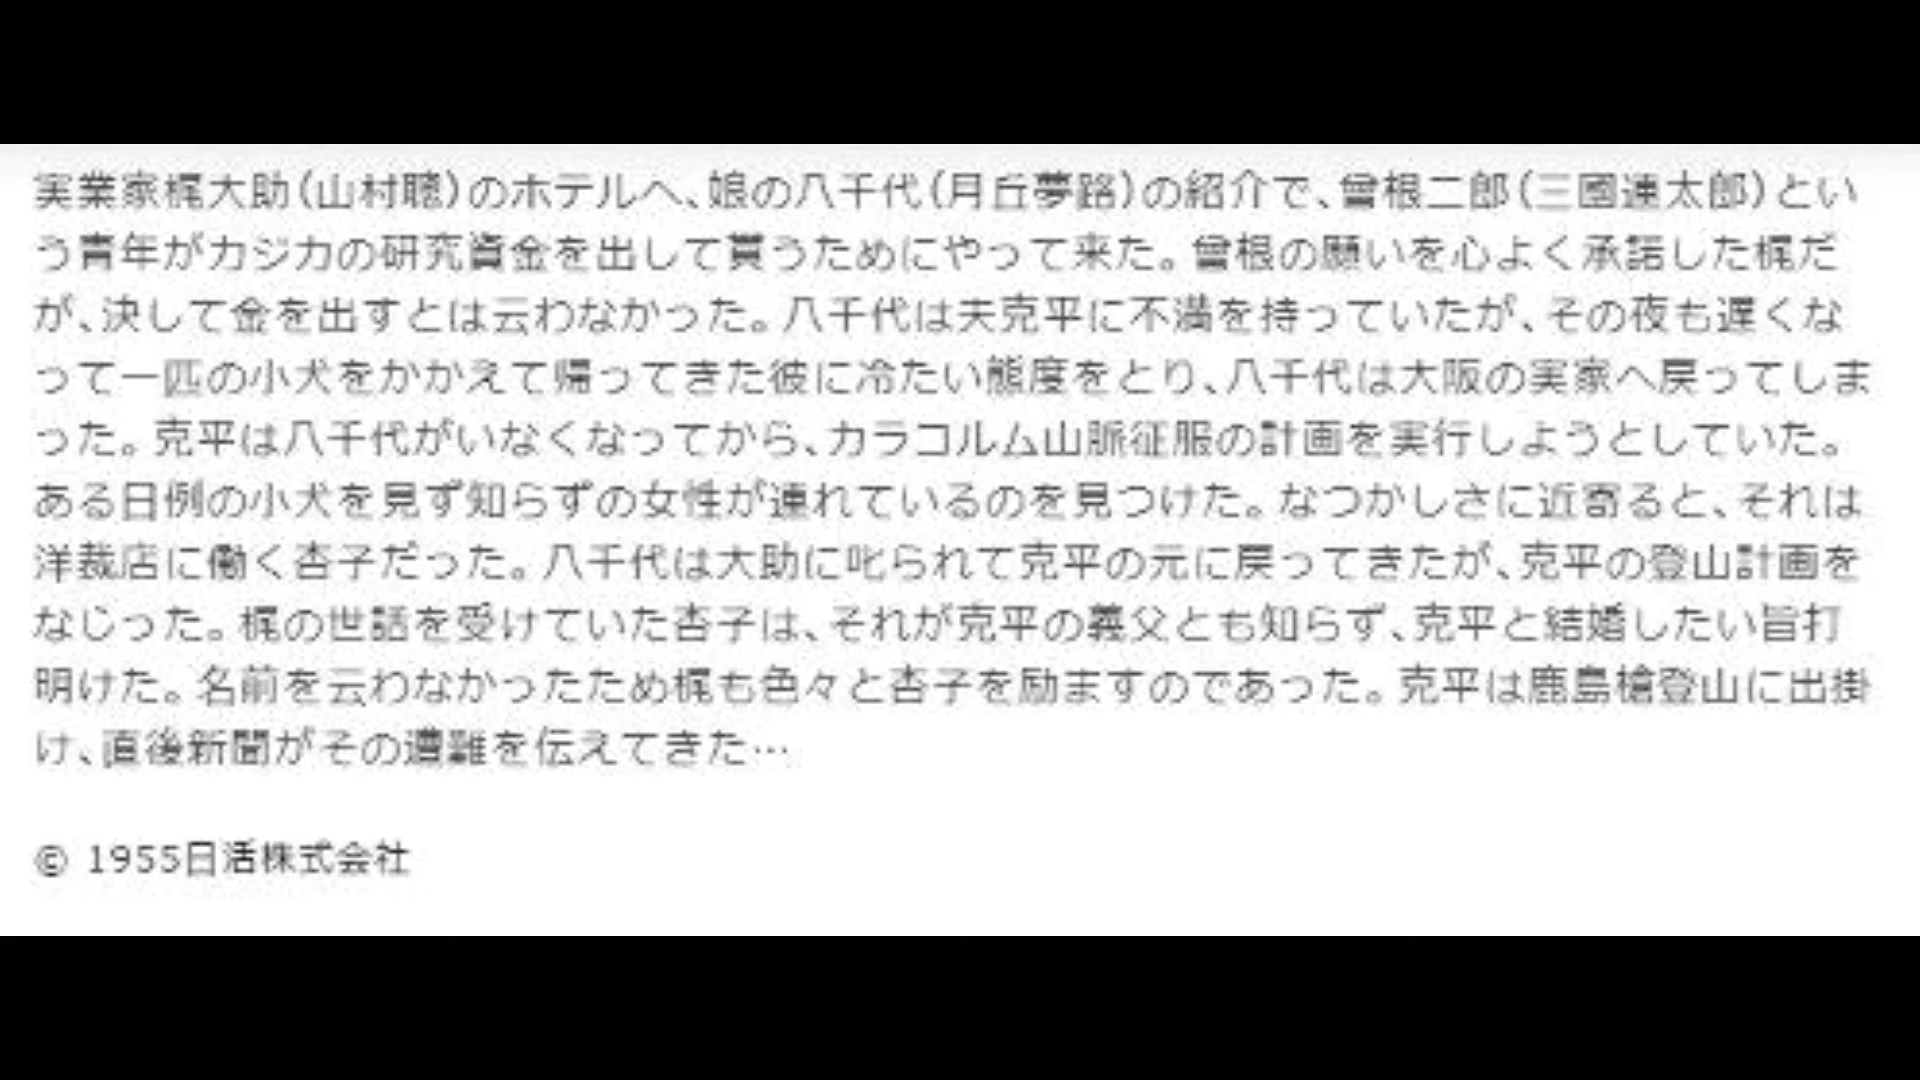 実業家梶大助(山村聰)のホテルへ、娘の八千代(月丘夢路)の紹介で、曾根二郎(三國連太郎)とい
う青年がカジカの研究資金を出して貰うためにやって来た。曾根の願いを心よく承諾した梶だ
が、決して金を出すとは云わなかった。八千代は夫克平に不満を持っていたが、その夜も遅くな
って一匹の小犬をかかえて帰ってきた彼に冷たい態度をとり、八千代は大阪の実家へ戻ってしま
った。克平は八千代がいなくなってから、カラコルム山脈征服の計画を実行しようとしていた。
ある日例の小犬を見ず知らずの女性が連れているのを見つけた。なつかしさに近寄ると、それは
洋裁店に働く杏子だった。八千代は大助に叱られて克平の元に戻ってきたが、克平の登山計画を
なじった。梶の世話を受けていた杏子は、それが克平の義父とも知らず、克平と結婚したい旨打
明けた。名前を云わなかったため梶も色々と杏子を励ますのであった。克平は鹿島槍登山に出掛
け、直後新聞がその遭難を伝えてきた…
© 1955日活株式会社